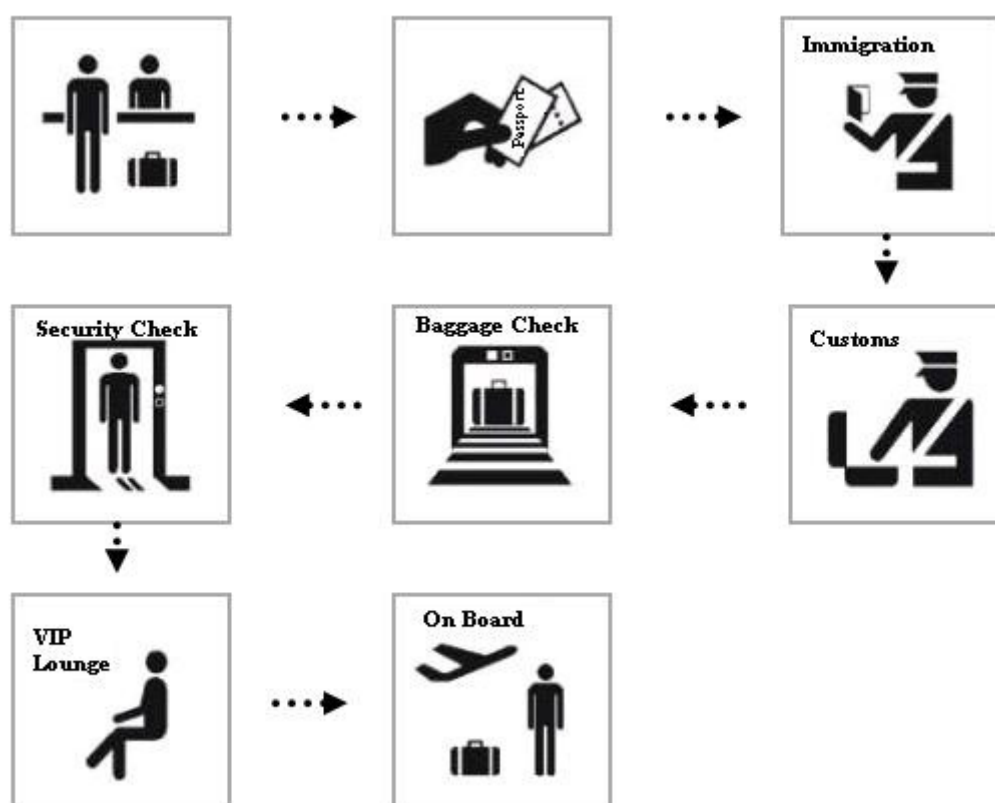 Passport
Immigration
Security Check
Baggage Check
Customs
VIP
Lounge
On Board